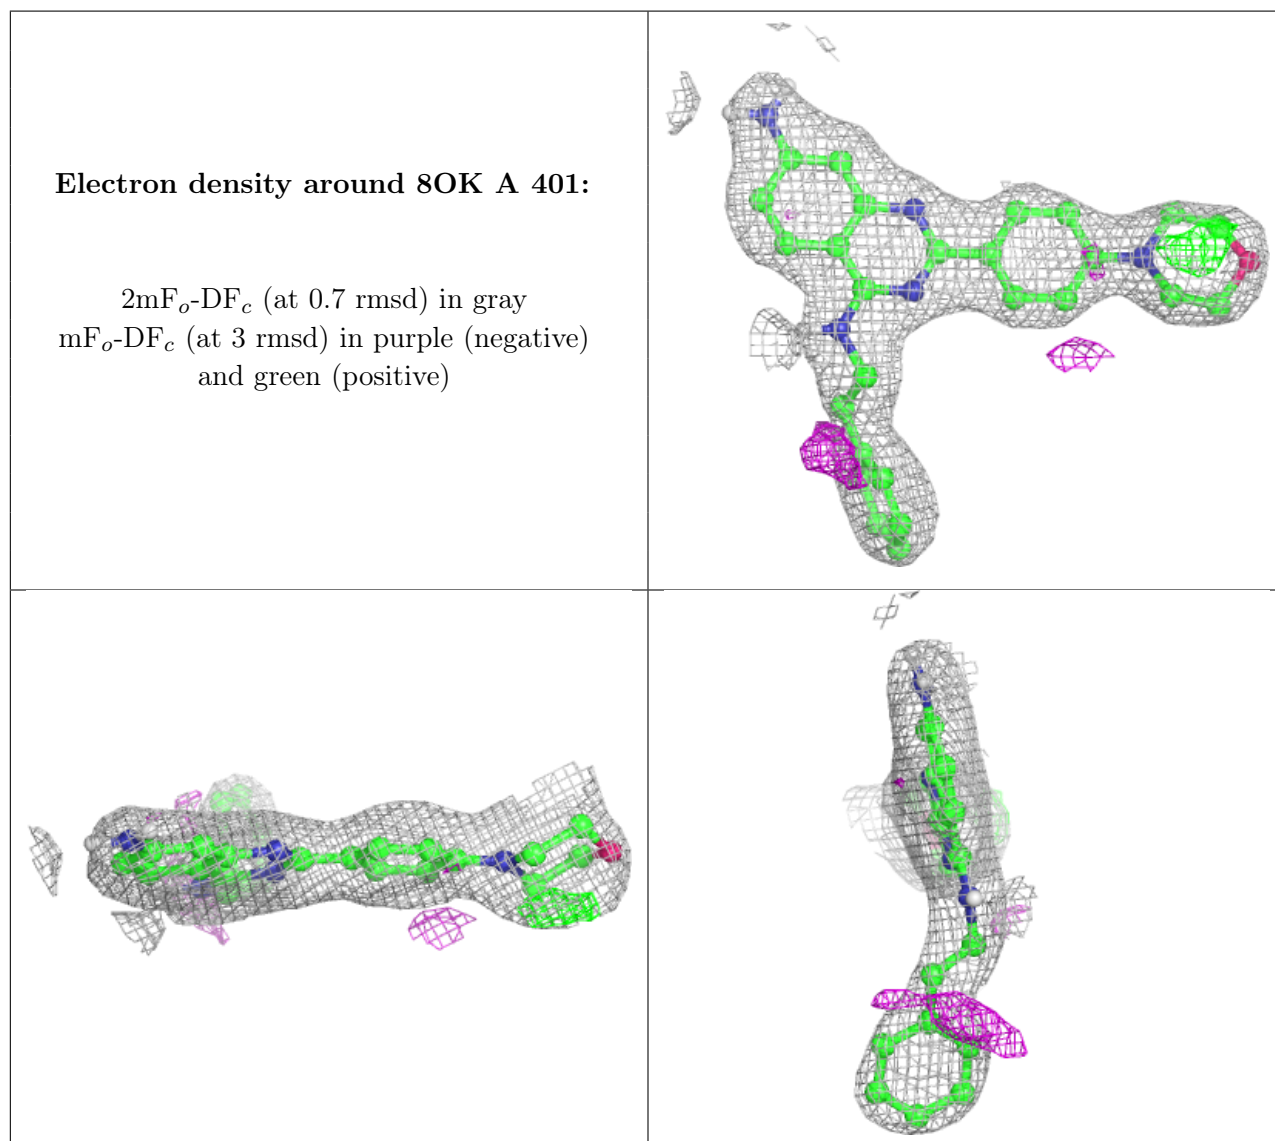 Electron density around 8OK A 401:
2mFo-DFc (at 0.7 rmsd) in gray
mFo-DFc (at 3 rmsd) in purple (negative)
and green (positive)